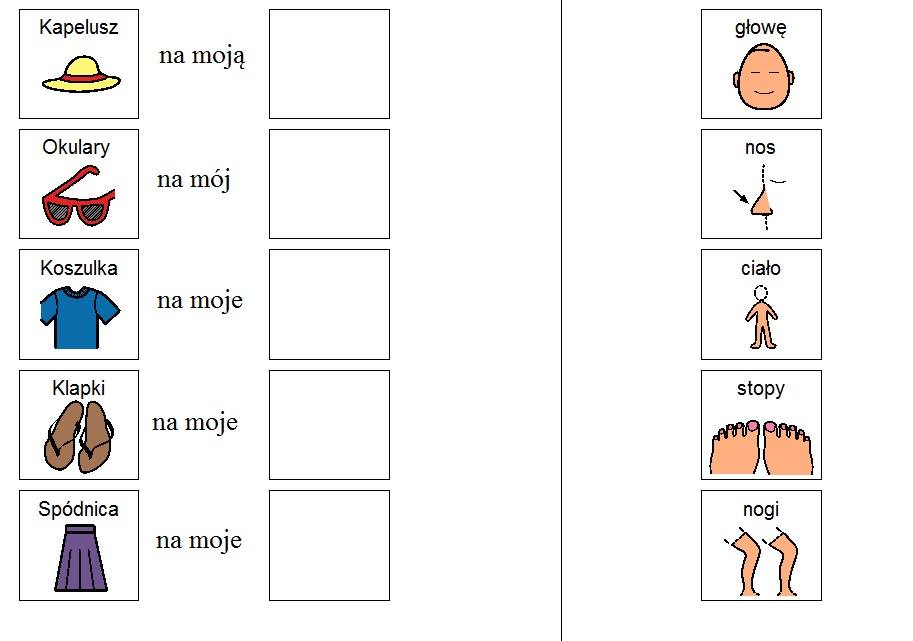 Kapelusz na moją głowę
Okulary na mój nos
Koszulka na moje ciało
Klapki na moje stopy
Spódnica na moje nogi